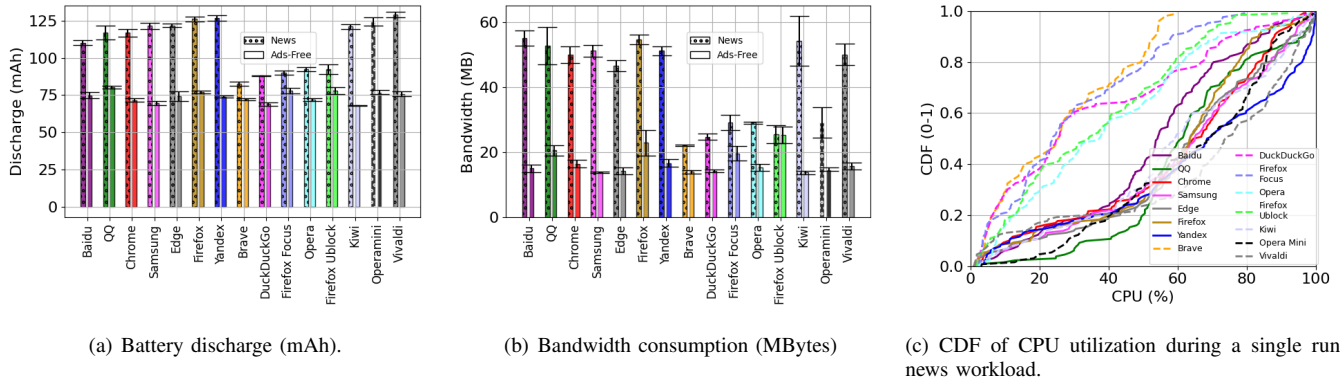 Discharge (mAh)
125
100
75
50
25
0
News
Ads-Free
Baidu
QQ
Chrome
Samsung
Edge
Firefox
Yandex
Brave
DuckDuckGo
Firefox Focus
Opera
Firefox Ublock
Kiwi
Operamini
Vivaldi
(a) Battery discharge (mAh).
Bandwidth (MB)
60
40
20
0
News
Ads-Free
Baidu
QQ
Chrome
Samsung
Edge
Firefox
Yandex
Brave
DuckDuckGo
Firefox Focus
Opera
Firefox Ublock
Kiwi
Operamini
Vivaldi
(b) Bandwidth consumption (MBytes)
CDF (0-1)
1.0
0.8
0.6
0.4
0.2
0.0
Baidu
QQ
Chrome
Samsung
Edge
Firefox
Yandex
Brave
DuckDuckGo
Firefox
Focus
Opera
Firefox
Ublock
Kiwi
Opera Mini
Vivaldi
0 20 40 60 80 100
CPU (%)
(c) CDF of CPU utilization during a single run
news workload.